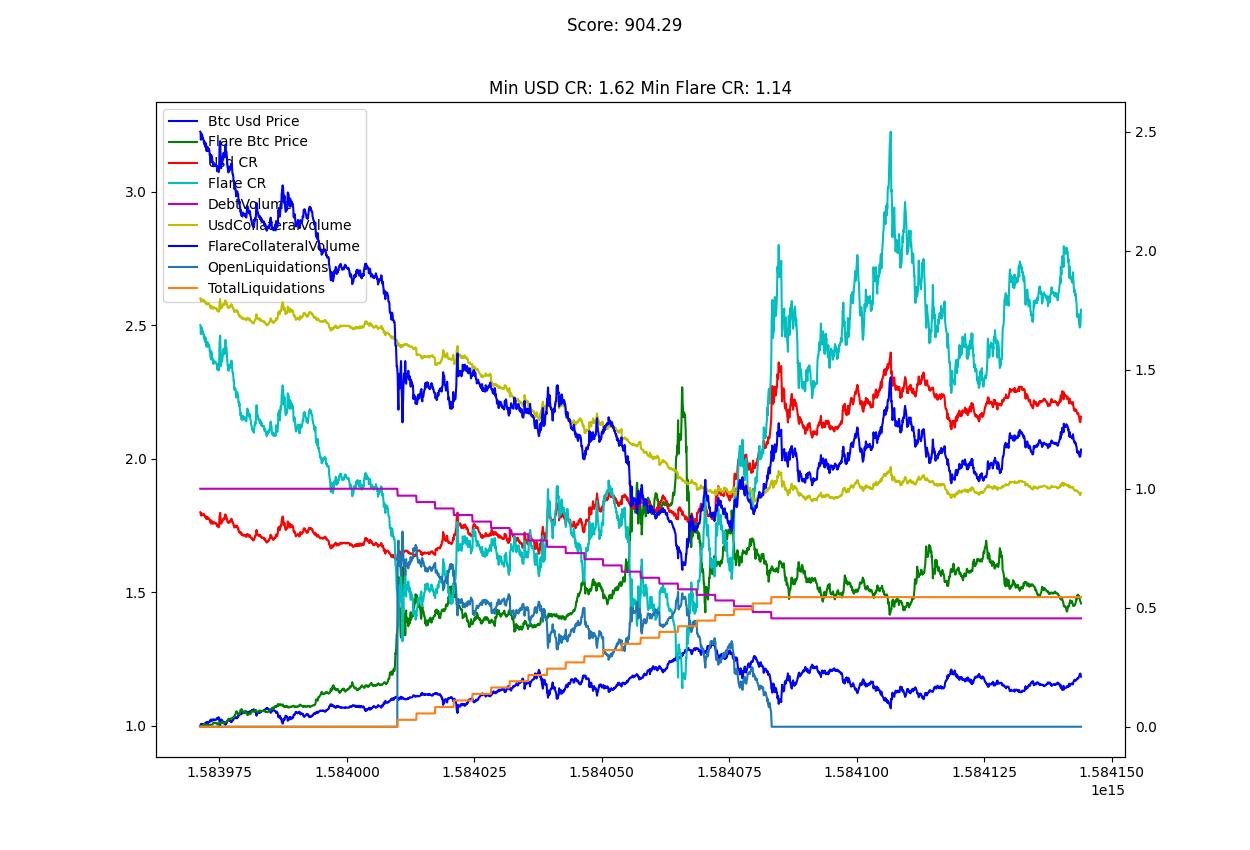 Score: 904.29
Min USD CR: 1.62 Min Flare CR: 1.14
Btc Usd Price
Flare Btc Price
Usd CR
Flare CR
DebtVolume
UsdCollateralVolume
FlareCollateralVolume
OpenLiquidations
TotalLiquidations
3.0
2.5
2.0
1.5
1.0
2.5
2.0
1.5
1.0
0.5
0.0
1.583975
1.584000
1.584025
1.584050
1.584075
1.584100
1.584125
1.584150
1e15